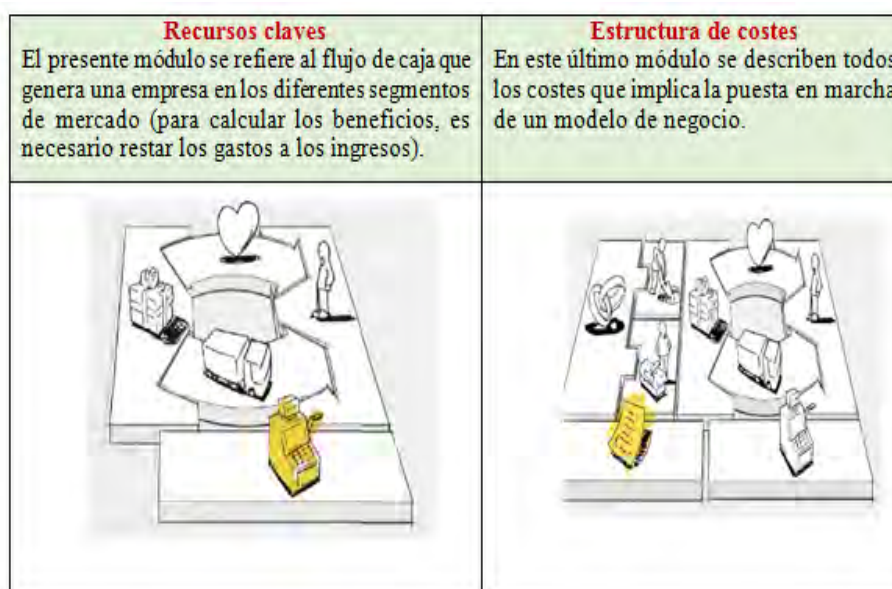 Recursos claves
El presente módulo se refiere al flujo de caja que
genera una empresa en los diferentes segmentos
de mercado (para calcular los beneficios, es
necesario restar los gastos a los ingresos).
Estructura de costes
En este último módulo se describen todos
los costes que implica la puesta en marcha
de un modelo de negocio.